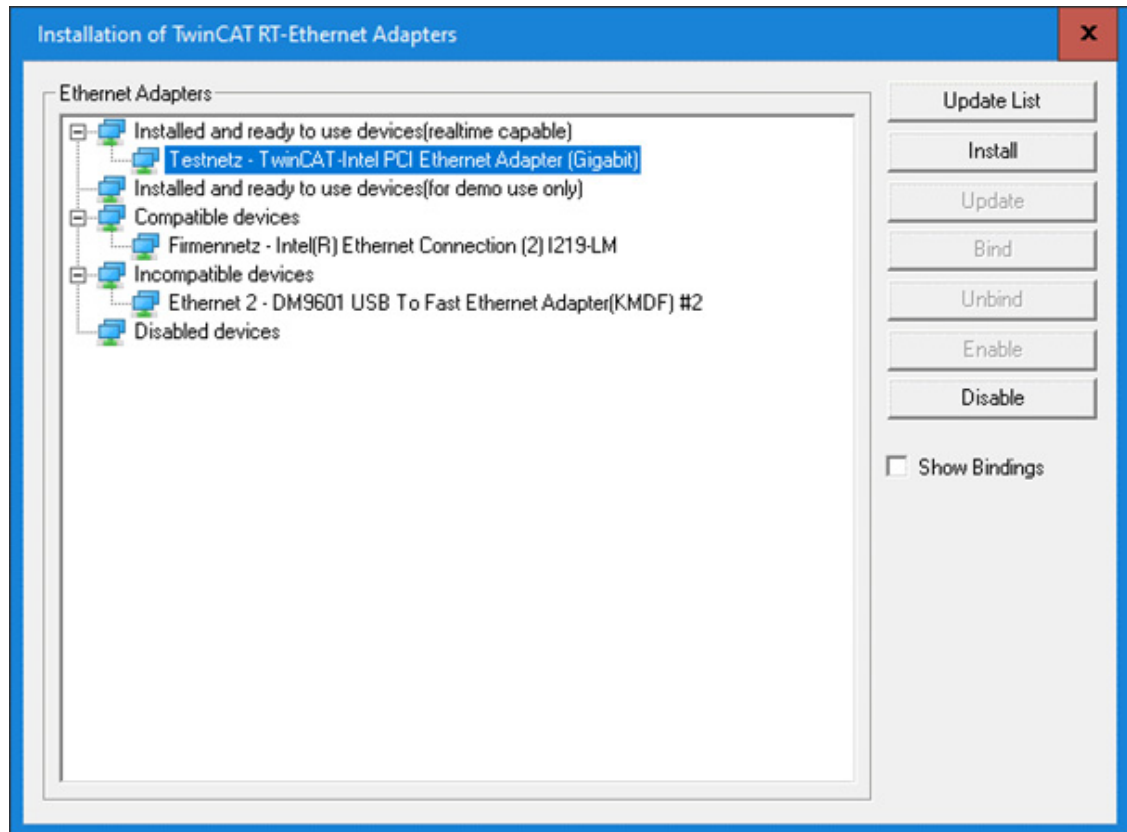 Installation of TwinCAT RT-Ethernet Adapters
x
Ethernet Adapters
Installed and ready to use devices(realtime capable)
Testnetz - TwinCAT-Intel PCI Ethernet Adapter (Gigabit)
Installed and ready to use devices(for demo use only)
Compatible devices
Firmennetz - Intel(R) Ethernet Connection (2) I219-LM
Incompatible devices
Ethernet 2 - DM9601 USB To Fast Ethernet Adapter(KMDF) #2
Disabled devices
Update List
Install
Update
Bind
Unbind
Enable
Disable
Show Bindings